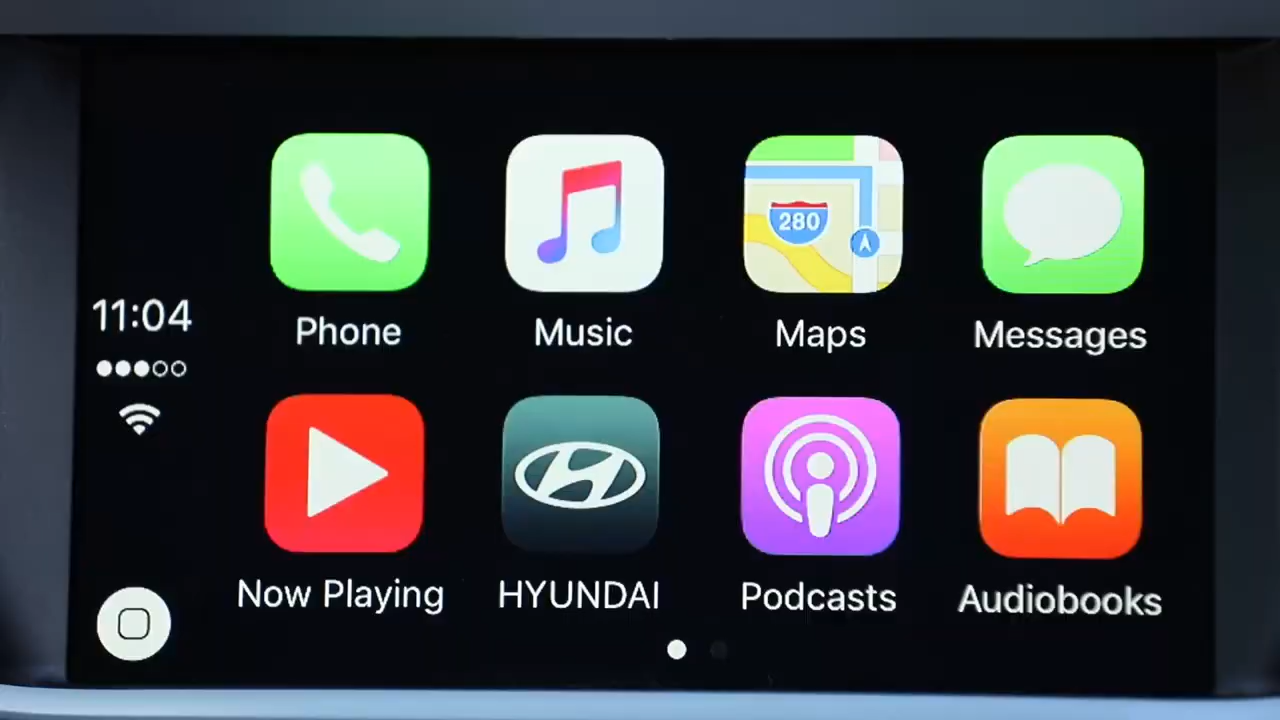 280
Phone
Music
Maps
Messages
11:04
Now Playing
HYUNDAI
Podcasts
Audiobooks